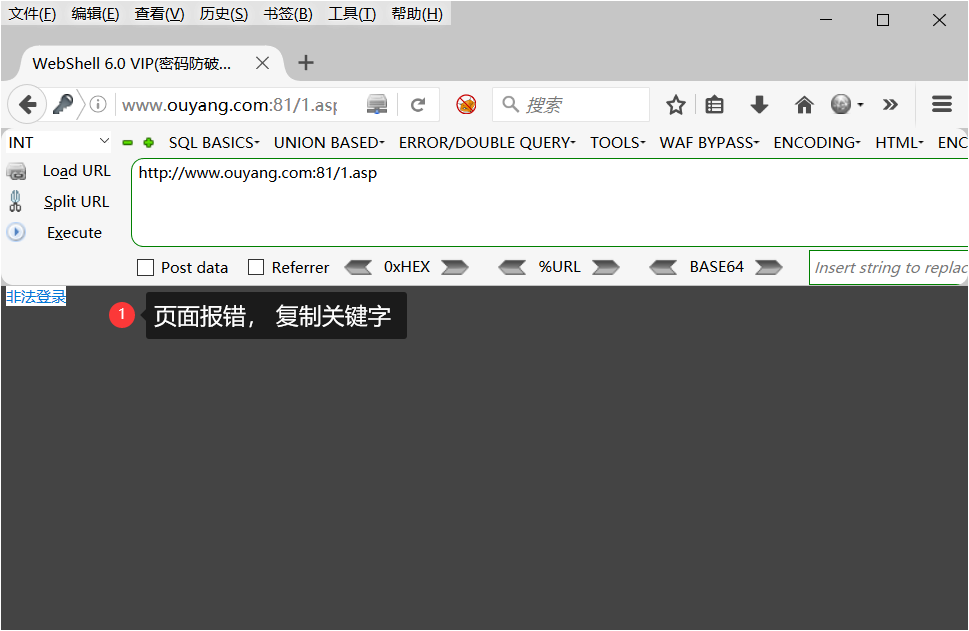 文件(F) 编辑(E) 查看(V) 历史(S) 书签(B) 工具(T) 帮助(H)
WebShell 6.0 VIP(密码防破...
www.ouyang.com:81/1.asp
搜索
INT SQL BASICS UNION BASED ERROR/DOUBLE QUERY TOOLS WAF BYPASS ENCODING HTML ENC
Load URL
http://www.ouyang.com:81/1.asp
Split URL
Execute
Post data Referrer 0xHEX %URL BASE64 Insert string to replac
非法登录
1 页面报错， 复制关键字